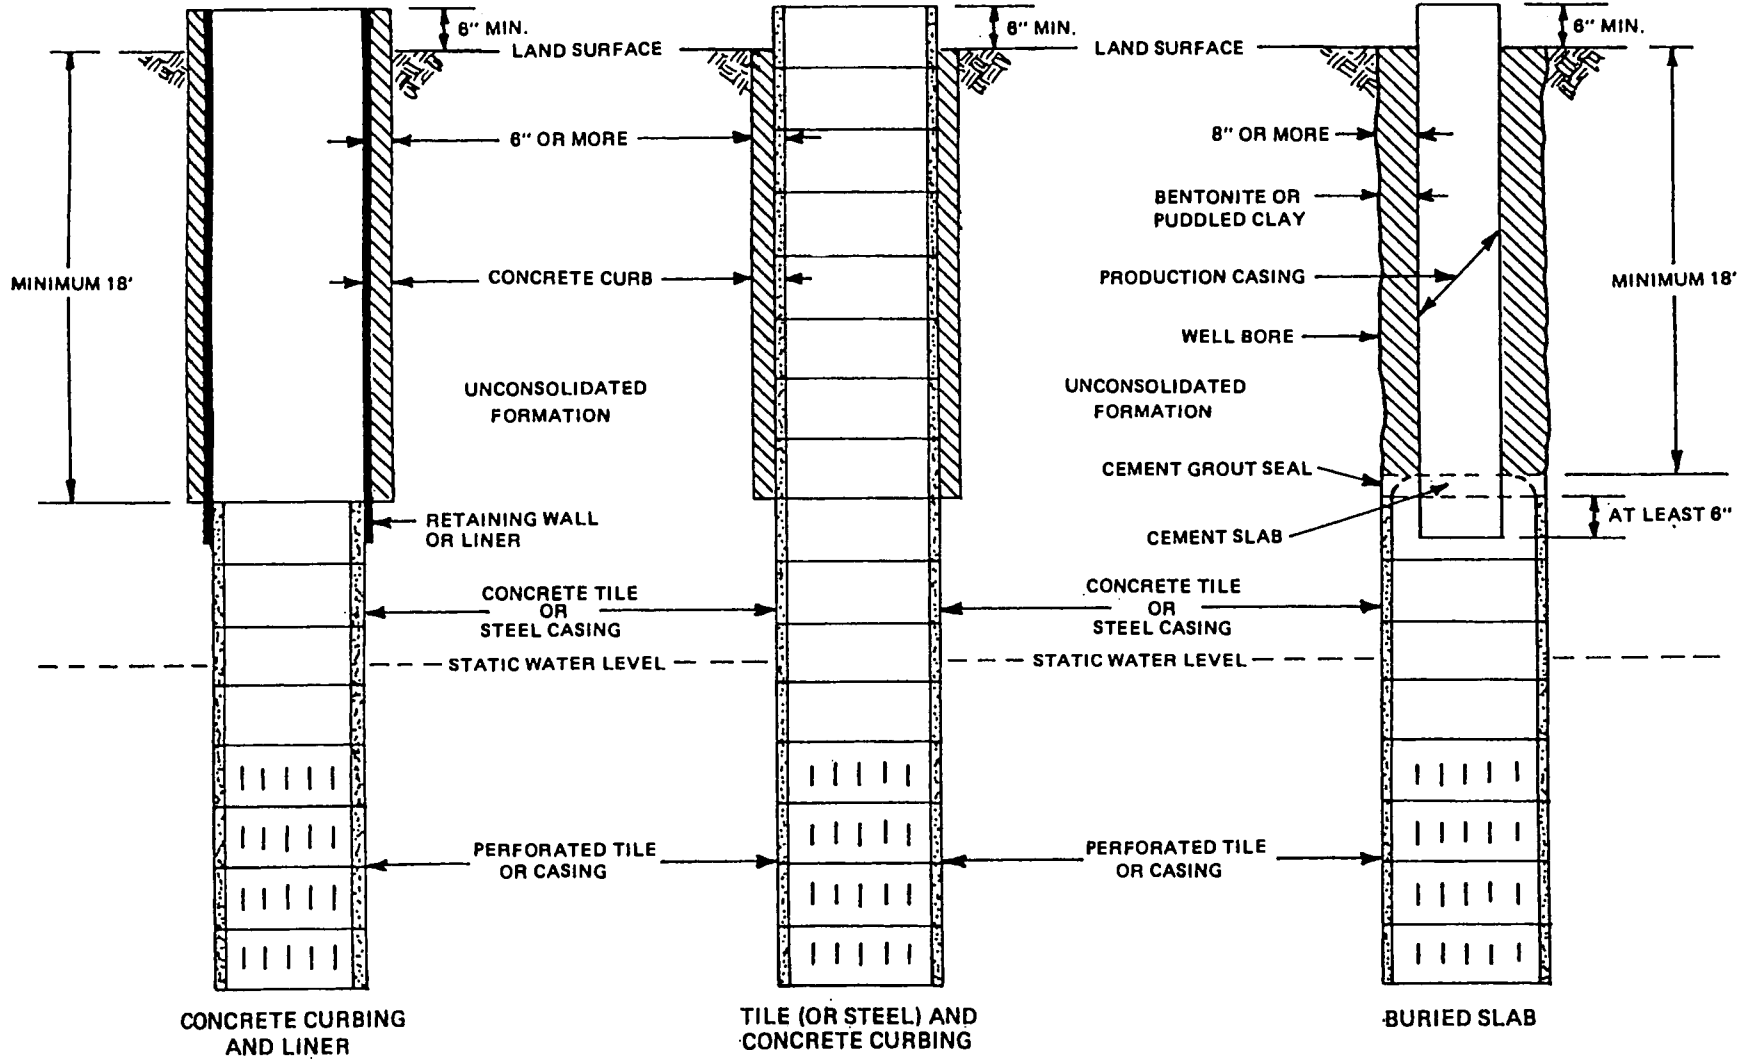 6" MIN.
LAND SURFACE
6" MIN.
LAND SURFACE
6" MIN.
6" OR MORE
8" OR MORE
BENTONITE OR
PUDDLED CLAY
MINIMUM 18'
CONCRETE CURB
PRODUCTION CASING
MINIMUM 18'
WELL BORE
UNCONSOLIDATED
FORMATION
UNCONSOLIDATED
FORMATION
CEMENT GROUT SEAL
RETAINING WALL
OR LINER
CEMENT SLAB
AT LEAST 6"
CONCRETE TILE
OR
STEEL CASING
CONCRETE TILE
OR
STEEL CASING
STATIC WATER LEVEL
STATIC WATER LEVEL
PERFORATED TILE
OR CASING
PERFORATED TILE
OR CASING
CONCRETE CURBING
AND LINER
TILE (OR STEEL) AND
CONCRETE CURBING
BURIED SLAB